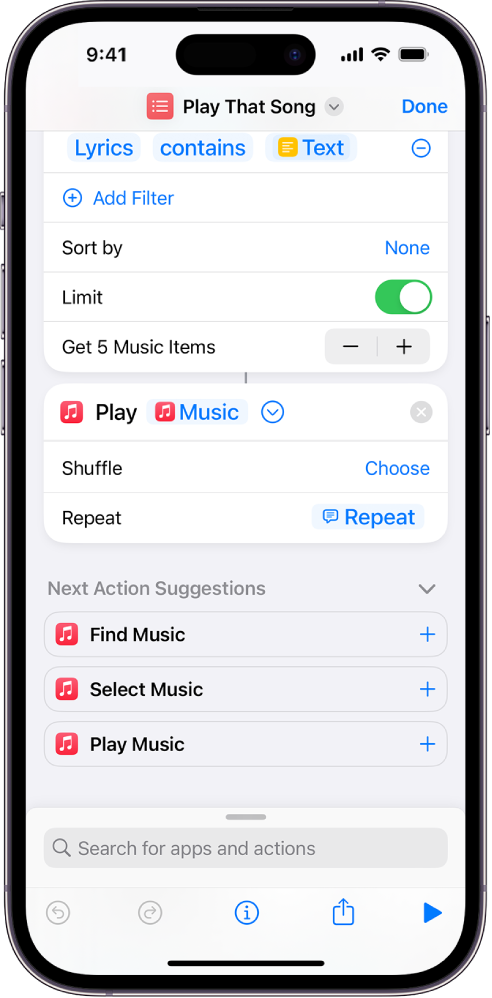 9:41
Play That Song
Done
Lyrics contains Text
Add Filter
Sort by None
Limit
Get 5 Music Items
Play Music
Shuffle Choose
Repeat Repeat
Next Action Suggestions
Find Music
Select Music
Play Music
Search for apps and actions